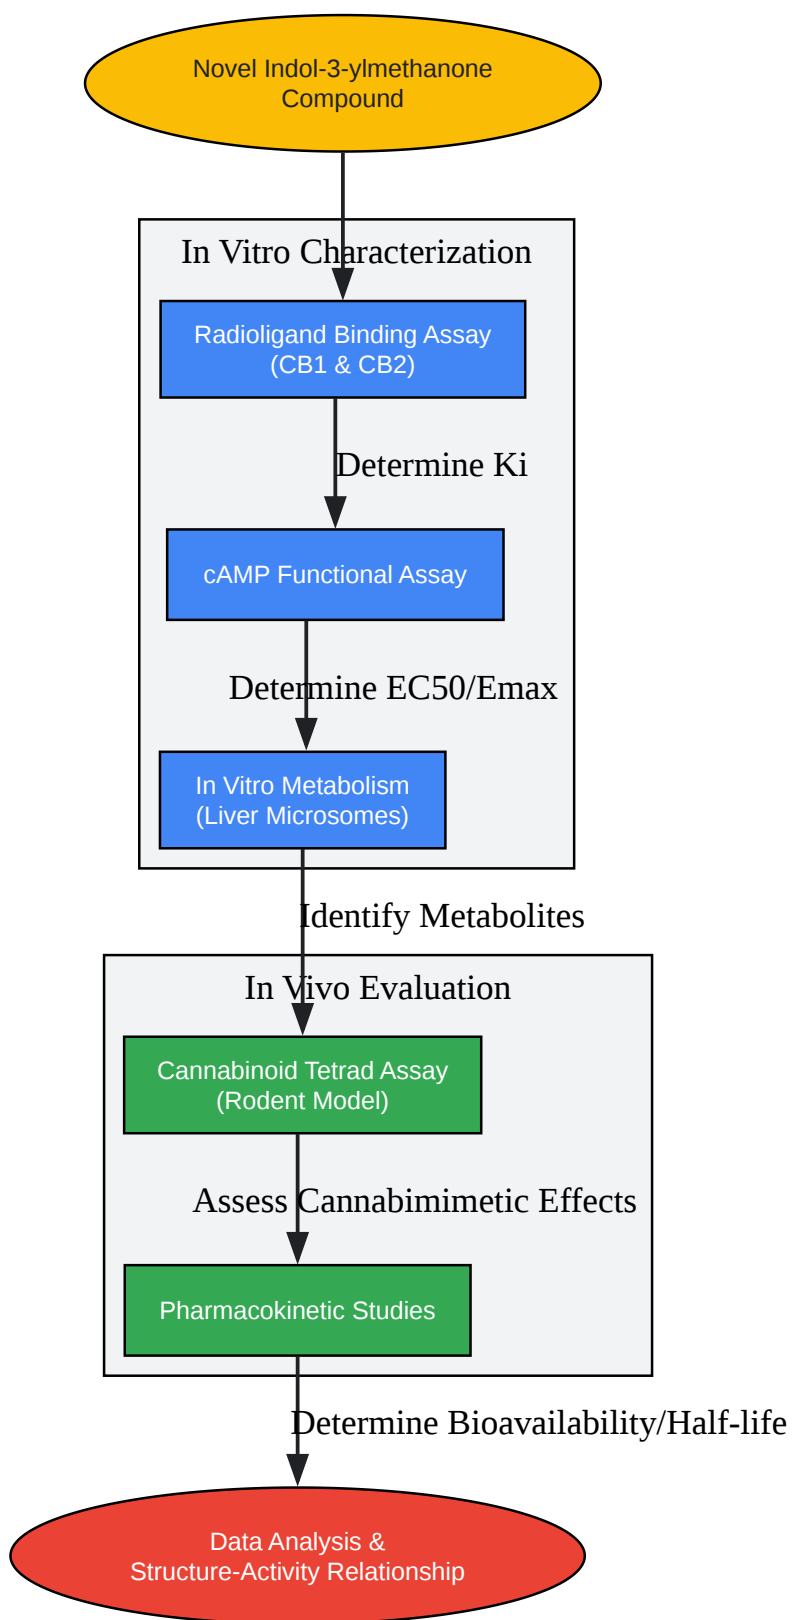 Novel Indol-3-ylmethanone
Compound
In Vitro Characterization
Radioligand Binding Assay
(CB1 & CB2)
Determine Ki
cAMP Functional Assay
Determine EC50/Emax
In Vitro Metabolism
(Liver Microsomes)
Identify Metabolites
In Vivo Evaluation
Cannabinoid Tetrad Assay
(Rodent Model)
Assess Cannabimimetic Effects
Pharmacokinetic Studies
Determine Bioavailability/Half-life
Data Analysis &
Structure-Activity Relationship